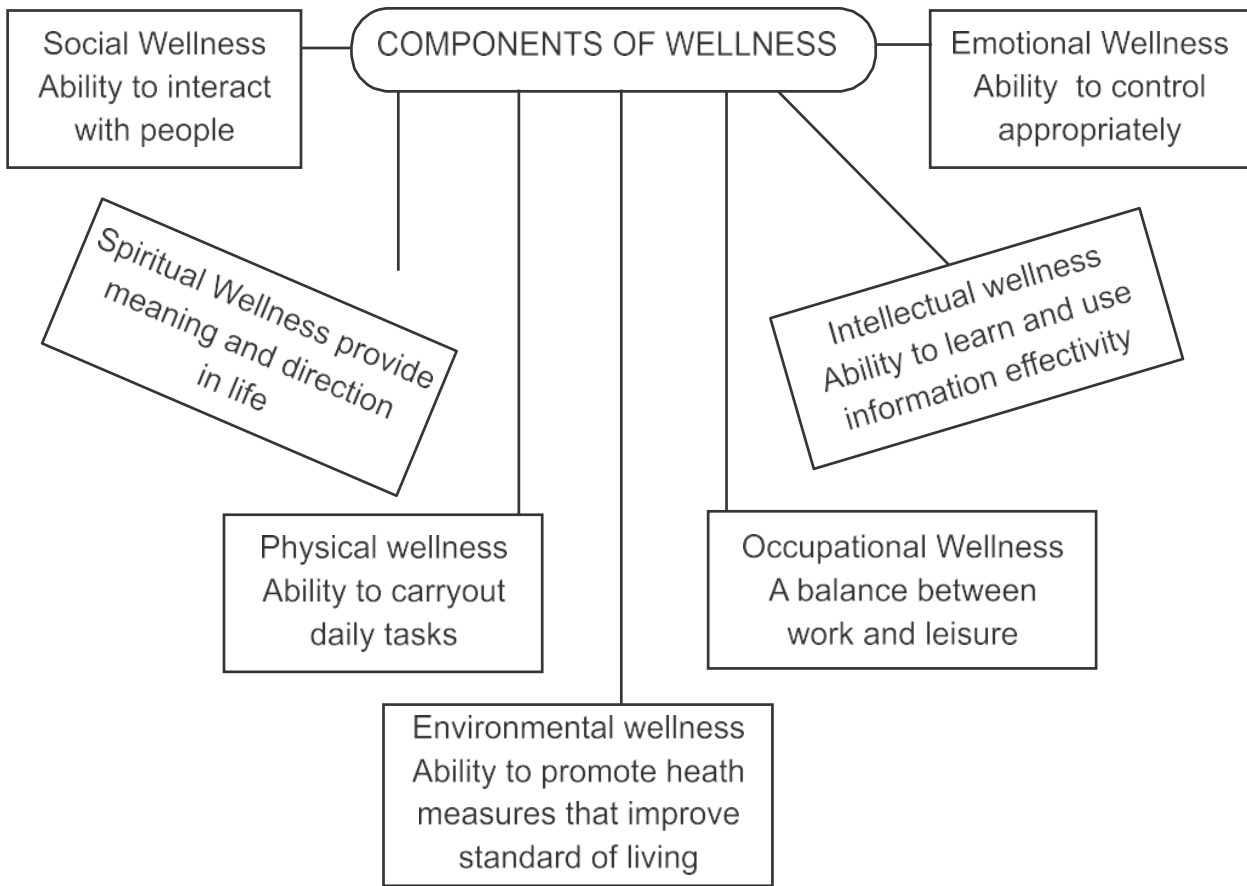 COMPONENTS OF WELLNESS
Social Wellness
Ability to interact
with people
Emotional Wellness
Ability to control
appropriately
Spiritual Wellness provide
meaning and direction
in life
Intellectual wellness
Ability to learn and use
information effectivity
Physical wellness
Ability to carryout
daily tasks
Occupational Wellness
A balance between
work and leisure
Environmental wellness
Ability to promote heath
measures that improve
standard of living